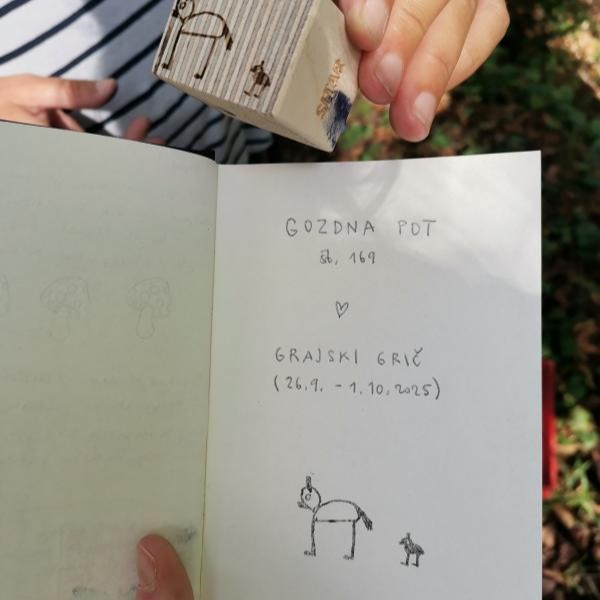 GOZDNA POT
št. 169
GRAJSKI GRIČ
(26.9. - 1.10.2025)